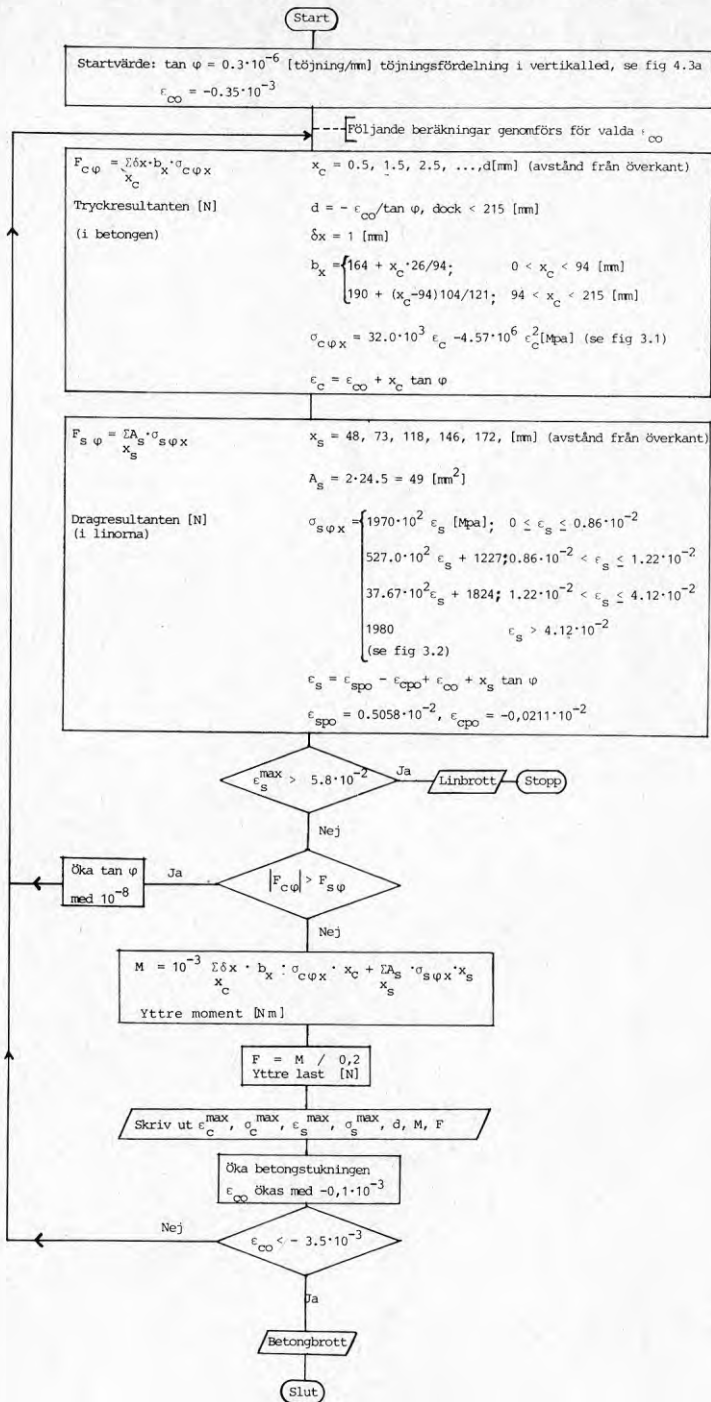 Start
Startvärde: tan φ = 0.3·10⁻⁶ [töjning/mm] töjningsfördelning i vertikalled, se fig 4.3a
ε_co = -0.35·10⁻³
Följande beräkningar genomförs för valda ε_co
F_cφ = Σδx·b_x·σ_cφx
x_c
Tryckresultanten [N]
(i betongen)
x_c = 0.5, 1.5, 2.5, ...,d[mm] (avstånd från överkant)
d = - ε_co/tan φ, dock < 215 [mm]
δx = 1 [mm]
b_x = {164 + x_c·26/94; 0 < x_c < 94 [mm]
190 + (x_c-94)104/121; 94 < x_c < 215 [mm]
σ_cφx = 32.0·10³ ε_c -4.57·10⁶ ε_c²[Mpa] (se fig 3.1)
ε_c = ε_co + x_c tan φ
F_sφ = ΣA_s·σ_sφx
x_s
Dragresultanten [N]
(i linorna)
x_s = 48, 73, 118, 146, 172, [mm] (avstånd från överkant)
A_s = 2·24.5 = 49 [mm²]
σ_sφx = {1970·10² ε_s [Mpa]; 0 ≤ ε_s ≤ 0.86·10⁻²
527.0·10² ε_s + 1227; 0.86·10⁻² < ε_s ≤ 1.22·10⁻²
37.67·10² ε_s + 1824; 1.22·10⁻² < ε_s ≤ 4.12·10⁻²
1980 ε_s > 4.12·10⁻²
(se fig 3.2)
ε_s = ε_spo - ε_cpo + ε_co + x_s tan φ
ε_spo = 0.5058·10⁻², ε_cpo = -0,0211·10⁻²
ε_s^max > 5.8·10⁻²
Ja
Linbrott
Stopp
Nej
Öka tan φ
med 10⁻⁸
Ja
|F_cφ| > F_sφ
Nej
M = 10⁻³ Σδx · b_x · σ_cφx · x_c + ΣA_s · σ_sφx · x_s
x_c x_s
Yttre moment [Nm]
F = M / 0,2
Yttre last [N]
Skriv ut ε_c^max, σ_c^max, ε_s^max, σ_s^max, d, M, F
Öka betongstukningen
ε_co ökas med -0,1·10⁻³
Nej
ε_co < - 3.5·10⁻³
Ja
Betongbrott
Slut